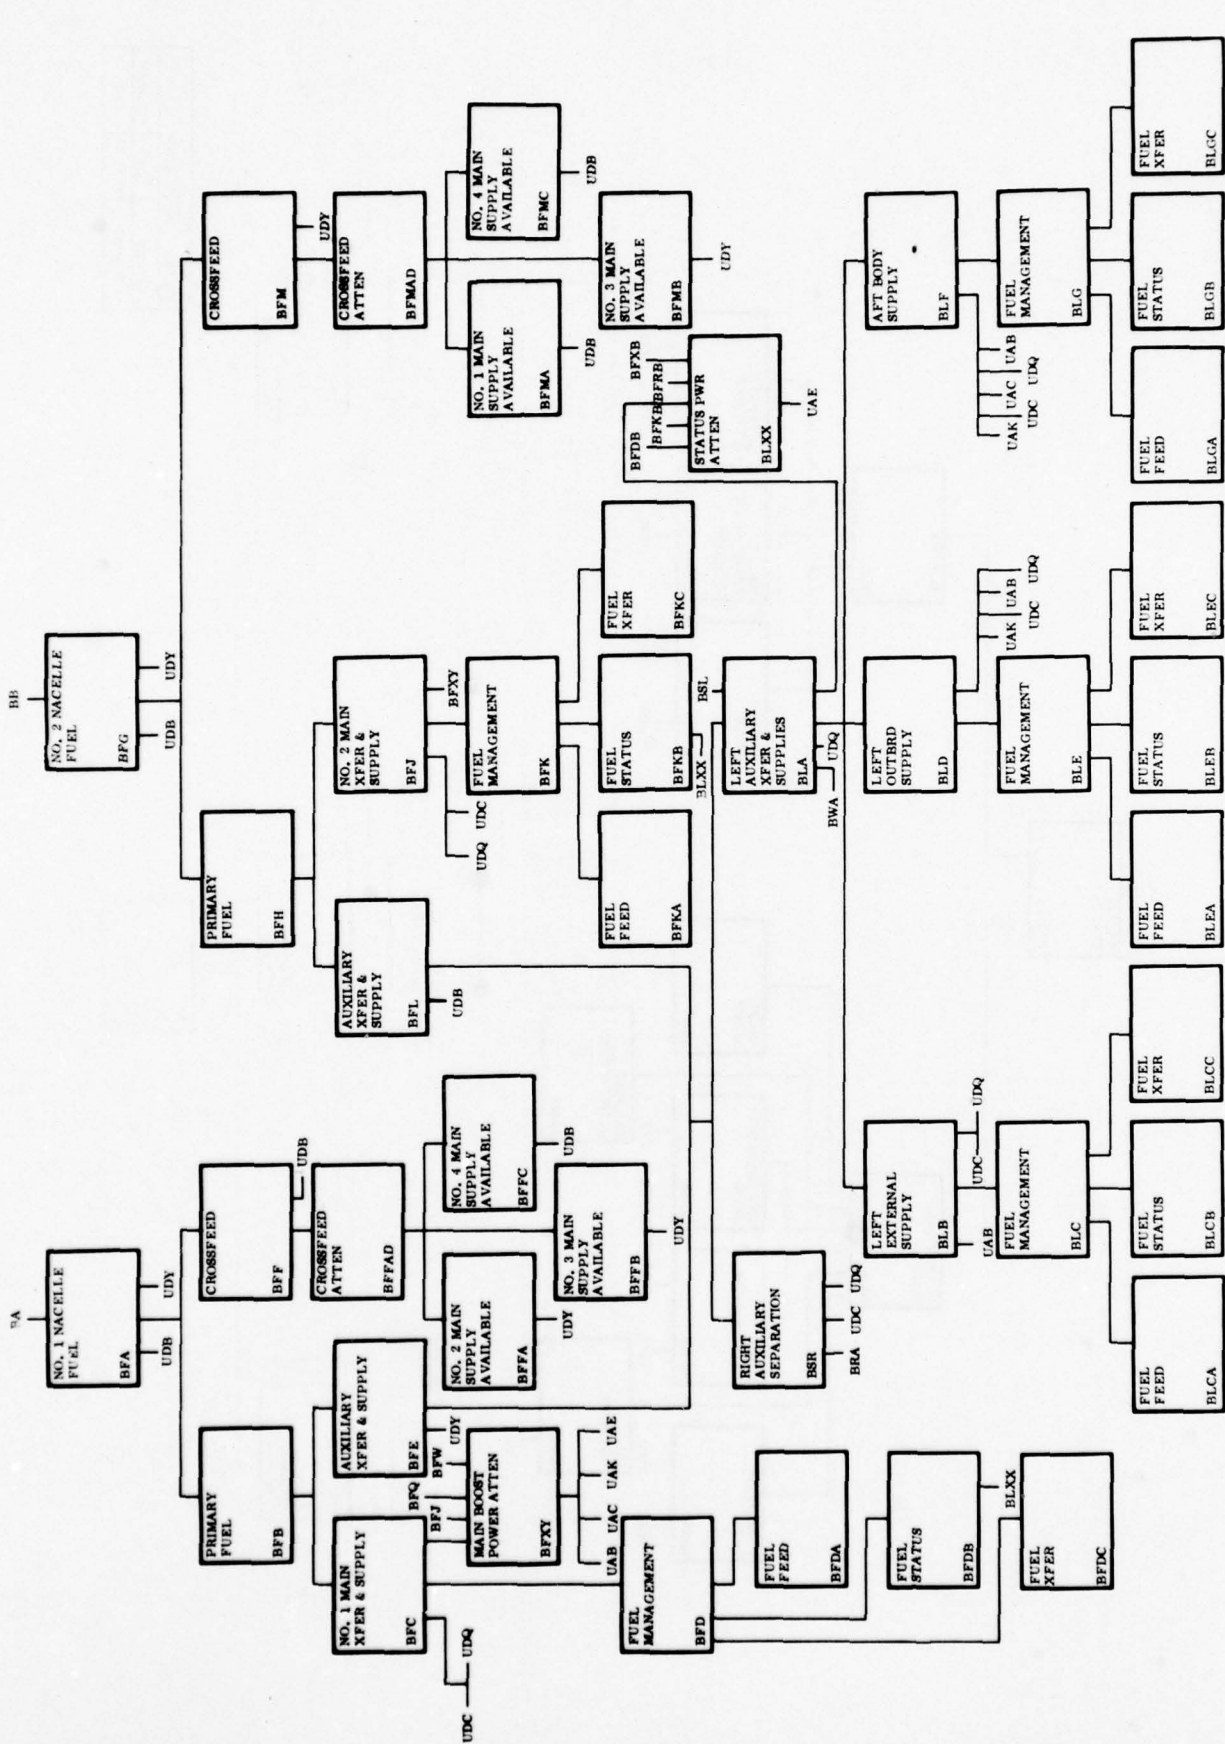 BA
NO. 1 NACELLE
FUEL
BFA
UDB
UDY
PRIMARY
FUEL
BFB
CROSSFEED
BFF
UDB
NO. 1 MAIN
XFER & SUPPLY
BFC
UDC
UDQ
AUXILIARY
XFER & SUPPLY
BFE
UDY
CROSSFEED
ATTEN
BFFAD
BFJ
BFQ
BFW
MAIN BOOST
POWER ATTEN
BFXY
UAB
UAC
UAK
UAE
NO. 2 MAIN
SUPPLY
AVAILABLE
BFFA
UDY
NO. 4 MAIN
SUPPLY
AVAILABLE
BFFC
UDB
NO. 3 MAIN
SUPPLY
AVAILABLE
BFFB
UDY
FUEL
MANAGEMENT
BFD
FUEL
FEED
BFDA
FUEL
STATUS
BFDB
BLXX
FUEL
XFER
BFDC
BB
NO. 2 NACELLE
FUEL
BFG
UDB
UDY
PRIMARY
FUEL
BFH
CROSSFEED
BFM
UDY
AUXILIARY
XFER &
SUPPLY
BFL
UDB
NO. 2 MAIN
XFER &
SUPPLY
BFJ
UDQ
UDC
BFXY
CROSSFEED
ATTEN
BFMAD
FUEL
MANAGEMENT
BFK
NO. 1 MAIN
SUPPLY
AVAILABLE
BFMA
UDB
NO. 4 MAIN
SUPPLY
AVAILABLE
BFMC
UDB
FUEL
FEED
BFKA
FUEL
STATUS
BFKB
BLXX
FUEL
XFER
BFKC
NO. 3 MAIN
SUPPLY
AVAILABLE
BFMB
UDY
BFDB
BFKB
BFRB
BFXB
STATUS PWR
ATTEN
BLXX
UAE
RIGHT
AUXILIARY
SEPARATION
BSR
BRA
UDC
UDQ
BSL
LEFT
AUXILIARY
XFER &
SUPPLIES
BLA
BWA
UDQ
LEFT
EXTERNAL
SUPPLY
BLB
UAB
UDC
UDQ
LEFT
OUTBRD
SUPPLY
BLD
UAK
UAB
UDC
UDQ
AFT BODY
SUPPLY
BLF
UAK
UAC
UAB
UDC
UDQ
FUEL
MANAGEMENT
BLC
FUEL
MANAGEMENT
BLE
FUEL
MANAGEMENT
BLG
FUEL
FEED
BLCA
FUEL
STATUS
BLCB
FUEL
XFER
BLCC
FUEL
FEED
BLEA
FUEL
STATUS
BLEB
FUEL
XFER
BLEC
FUEL
FEED
BLGA
FUEL
STATUS
BLGB
FUEL
XFER
BLGC